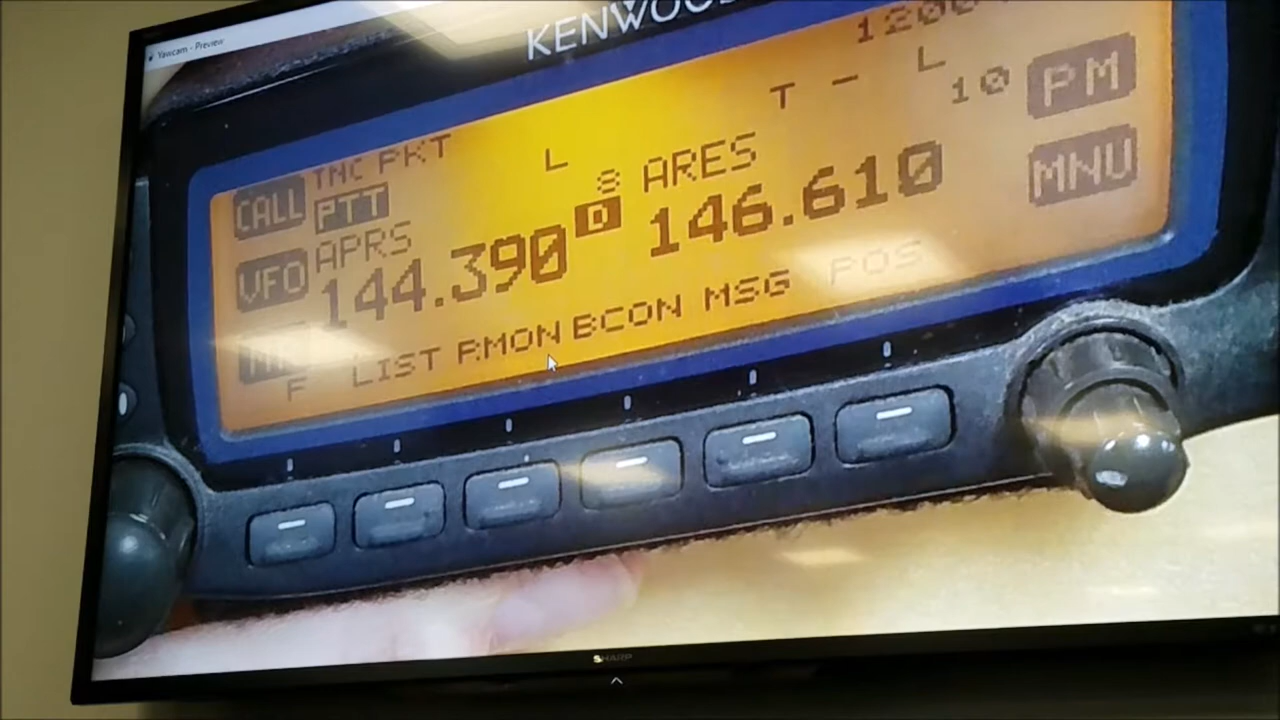 Yawcam - Preview
KENWOOD
1200
TNC PKT L T - L
CALL PTT 8 ARES 10 PM
APRS
VFO 144.390 D 146.610 MNU
F LIST RMON BCON MSG POS
SHARP